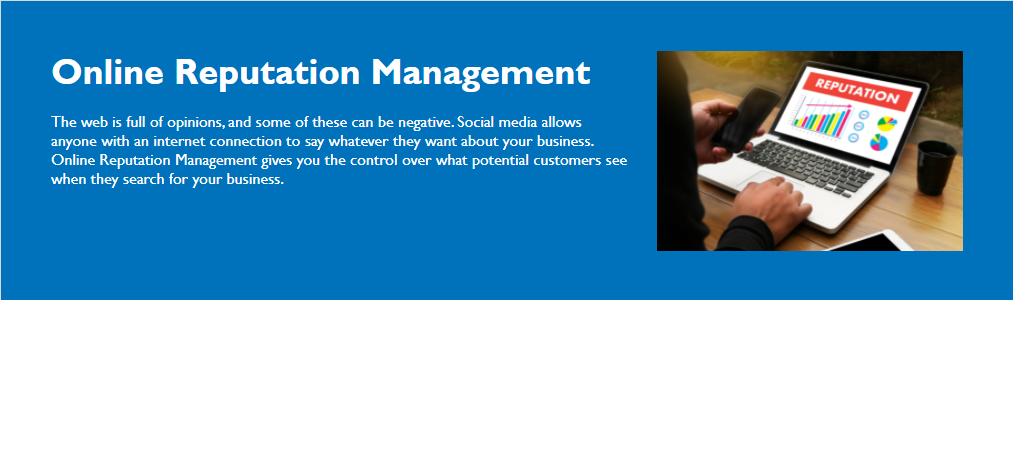 Online Reputation Management
The web is full of opinions, and some of these can be negative. Social media allows
anyone with an internet connection to say whatever they want about your business.
Online Reputation Management gives you the control over what potential customers see
when they search for your business.
REPUTATION